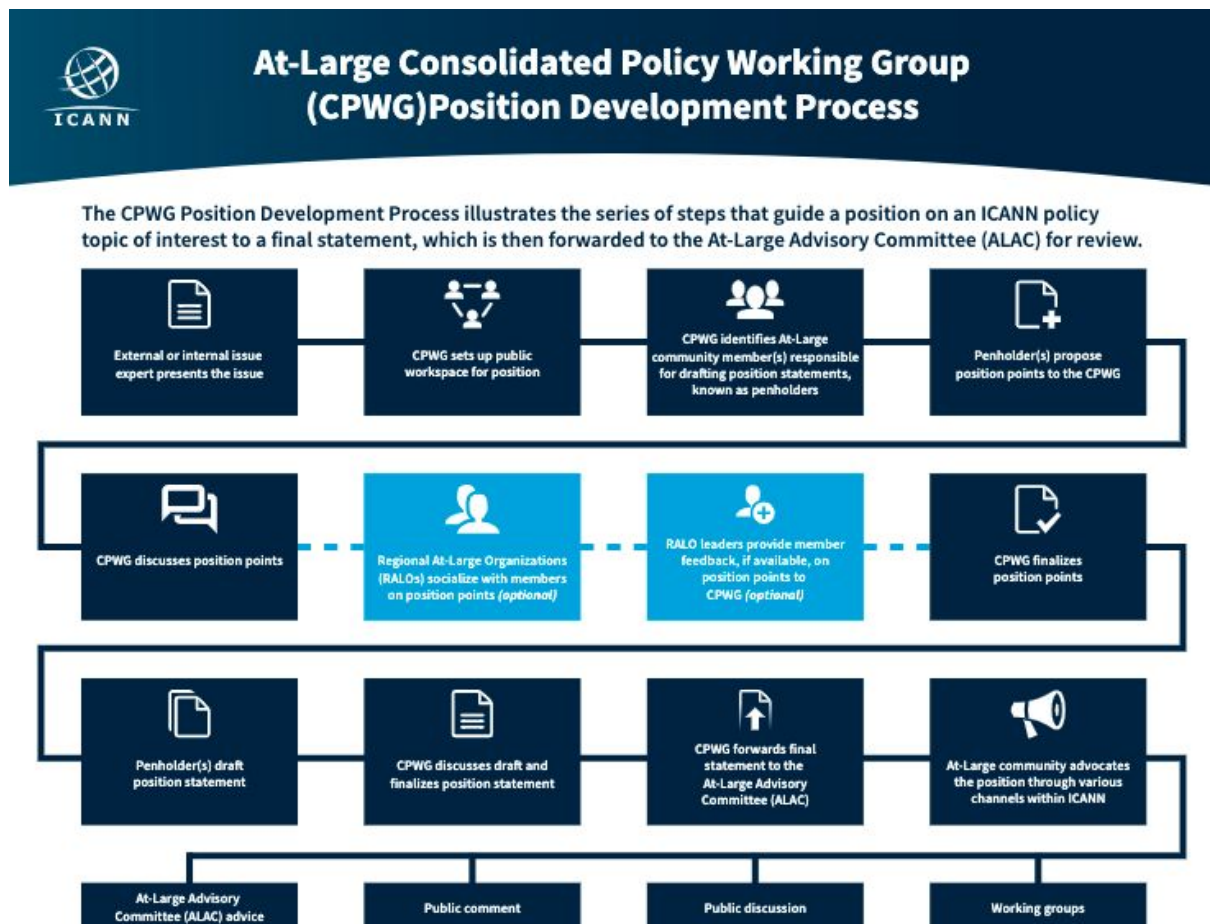 ICANN
At-Large Consolidated Policy Working Group
(CPWG)Position Development Process
The CPWG Position Development Process illustrates the series of steps that guide a position on an ICANN policy
topic of interest to a final statement, which is then forwarded to the At-Large Advisory Committee (ALAC) for review.
External or internal issue
expert presents the issue
CPWG sets up public
workspace for position
CPWG identifies At-Large
community member(s) responsible
for drafting position statements,
known as penholders
Penholder(s) propose
position points to the CPWG
CPWG discusses position points
Regional At-Large Organizations
(RALOs) socialize with members
on position points (optional)
RALO leaders provide member
feedback, if available, on
position points to
CPWG (optional)
CPWG finalizes
position points
Penholder(s) draft
position statement
CPWG discusses draft and
finalizes position statement
CPWG forwards final
statement to the
At-Large Advisory
Committee (ALAC)
At-Large community advocates
the position through various
channels within ICANN
At-Large Advisory
Committee (ALAC) advice
Public comment
Public discussion
Working groups